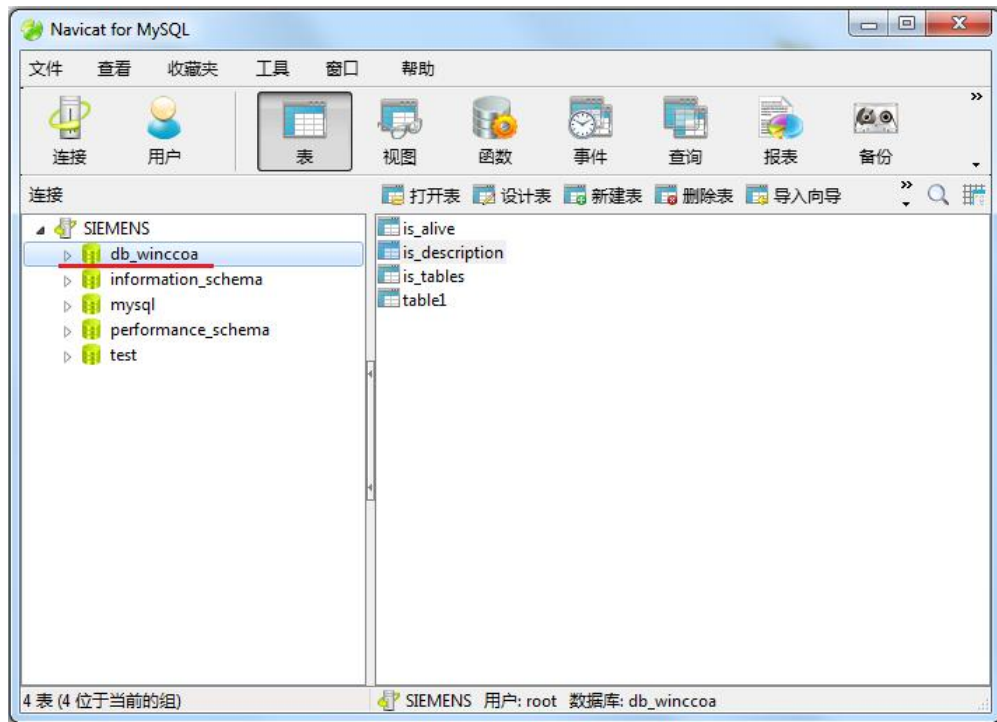 Navicat for MySQL
文件 查看 收藏夹 工具 窗口 帮助
连接 用户 表 视图 函数 事件 查询 报表 备份
连接 打开表 设计表 新建表 删除表 导入向导
SIEMENS
db_winccoa
information_schema
mysql
performance_schema
test
is_alive
is_description
is_tables
table1
4 表 (4 位于当前的组) SIEMENS 用户: root 数据库: db_winccoa